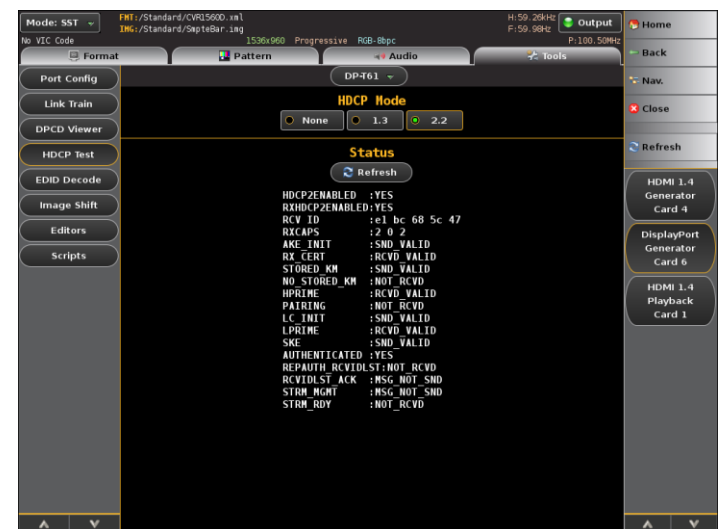 Mode: SST
FMT:/Standard/CVR1560D.xml
IMG:/Standard/SmpteBar.img
H:59.26kHz
F:59.98Hz
Output
No VIC Code
1536x960 Progressive RGB-8bpc
P:100.50MHz
Format
Pattern
Audio
Tools
Port Config
Link Train
DPCD Viewer
HDCP Test
EDID Decode
Image Shift
Editors
Scripts
DP-T61
HDCP Mode
None
1.3
2.2
Status
Refresh
HDCP2ENABLED :YES
RXHDCP2ENABLED:YES
RCV ID :e1 bc 68 5c 47
RXCAPS :2 0 2
AKE_INIT :SND_VALID
RX_CERT :RCVD_VALID
STORED_KM :SND_VALID
NO_STORED_KM :NOT_RCVD
HPRIME :RCVD_VALID
PAIRING :NOT_RCVD
LC_INIT :SND_VALID
LPRIME :RCVD_VALID
SKE :SND_VALID
AUTHENTICATED :YES
REPAUTH_RCVIDLST:NOT_RCVD
RCVIDLST_ACK :MSG_NOT_SND
STRM_MGMT :MSG_NOT_SND
STRM_RDY :NOT_RCVD
Home
Back
Nav.
Close
Refresh
HDMI 1.4
Generator
Card 4
DisplayPort
Generator
Card 6
HDMI 1.4
Playback
Card 1